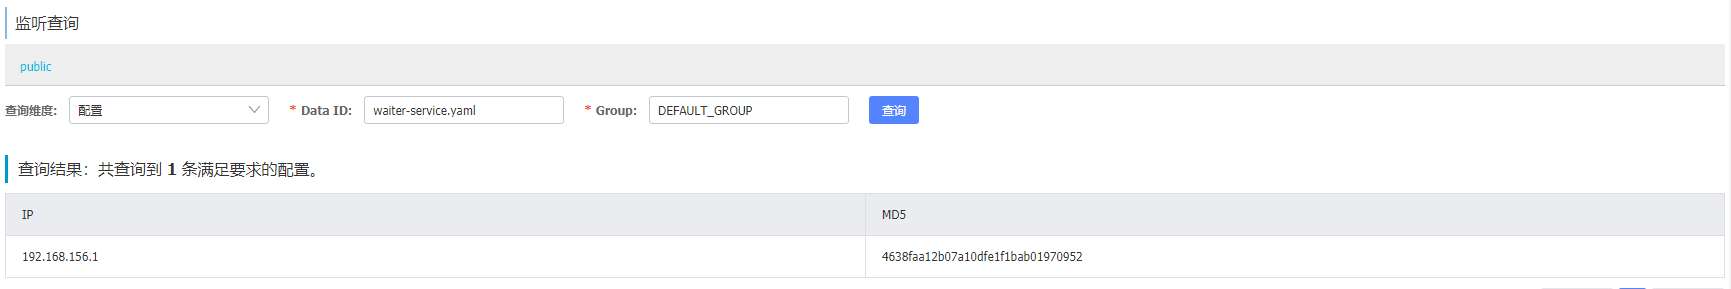 监听查询
public
查询维度: 配置 * Data ID: waiter-service.yaml * Group: DEFAULT_GROUP 查询
查询结果：共查询到 1 条满足要求的配置。
IP MD5
192.168.156.1 4638faa12b07a10dfe1f1bab01970952